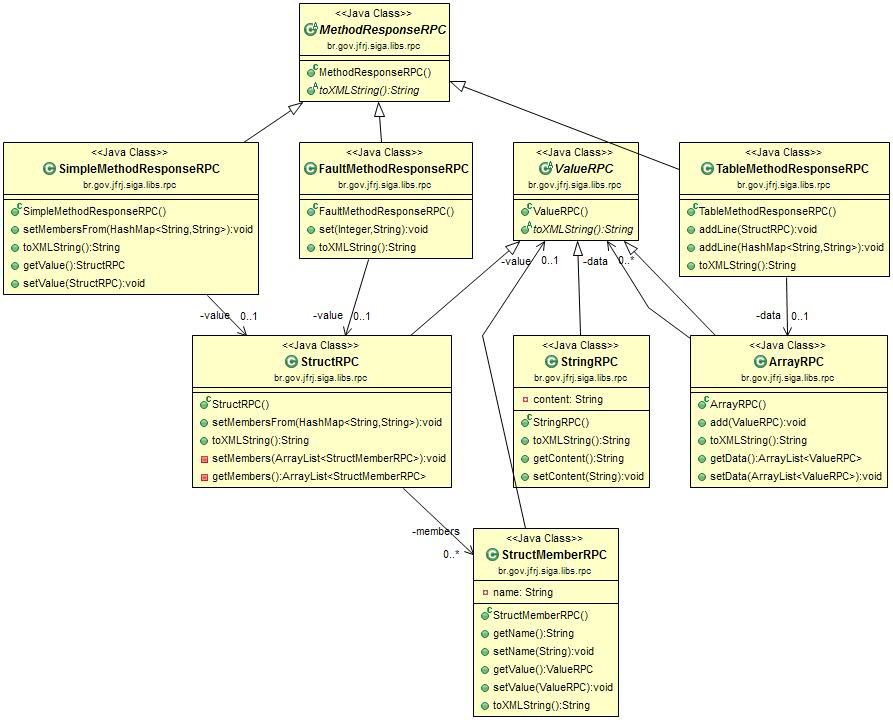 <<Java Class>>
MethodResponseRPC
br.gov.jfrj.siga.libs.rpc
MethodResponseRPC()
toXMLString():String
<<Java Class>>
SimpleMethodResponseRPC
br.gov.jfrj.siga.libs.rpc
SimpleMethodResponseRPC()
setMembersFrom(HashMap<String,String>):void
toXMLString():String
getValue():StructRPC
setValue(StructRPC):void
<<Java Class>>
FaultMethodResponseRPC
br.gov.jfrj.siga.libs.rpc
FaultMethodResponseRPC()
set(Integer,String):void
toXMLString():String
<<Java Class>>
ValueRPC
br.gov.jfrj.siga.libs.rpc
ValueRPC()
toXMLString():String
<<Java Class>>
TableMethodResponseRPC
br.gov.jfrj.siga.libs.rpc
TableMethodResponseRPC()
addLine(StructRPC):void
addLine(HashMap<String,String>):void
toXMLString():String
-value 0..1
-data 0..*
-value 0..1
-value 0..1
-data 0..1
<<Java Class>>
StructRPC
br.gov.jfrj.siga.libs.rpc
StructRPC()
setMembersFrom(HashMap<String,String>):void
toXMLString():String
setMembers(ArrayList<StructMemberRPC>):void
getMembers():ArrayList<StructMemberRPC>
<<Java Class>>
StringRPC
br.gov.jfrj.siga.libs.rpc
content: String
StringRPC()
toXMLString():String
getContent():String
setContent(String):void
<<Java Class>>
ArrayRPC
br.gov.jfrj.siga.libs.rpc
ArrayRPC()
add(ValueRPC):void
toXMLString():String
getData():ArrayList<ValueRPC>
setData(ArrayList<ValueRPC>):void
-members
0..*
<<Java Class>>
StructMemberRPC
br.gov.jfrj.siga.libs.rpc
name: String
StructMemberRPC()
getName():String
setName(String):void
getValue():ValueRPC
setValue(ValueRPC):void
toXMLString():String